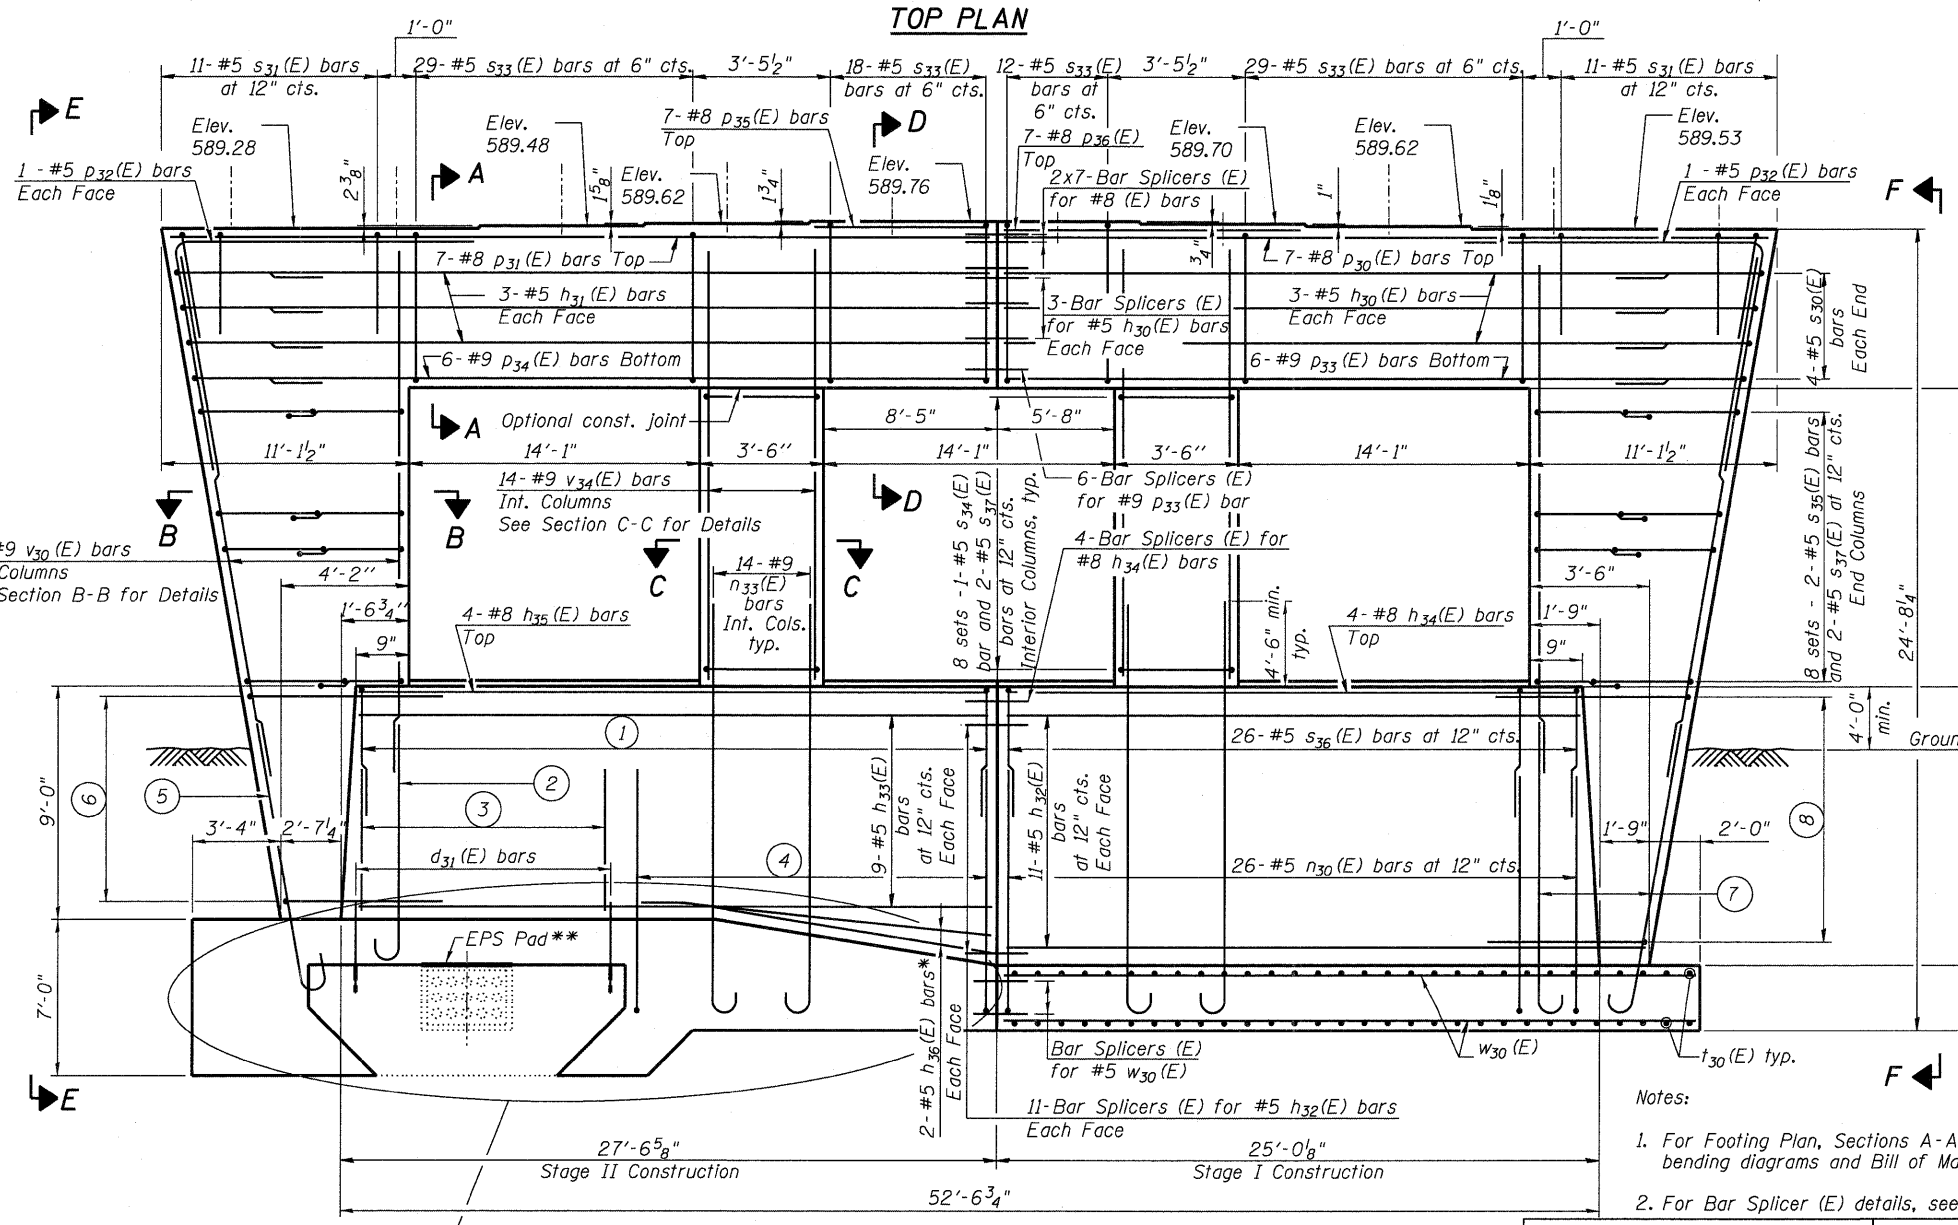 TOP PLAN
1'-0"
1'-0"
11- #5 s31(E) bars
at 12" cts.
29- #5 s33(E) bars at 6" cts.
3'-5½"
18- #5 s33(E)
bars at 6" cts.
12- #5 s33(E)
bars at
6" cts.
3'-5½"
29- #5 s33(E) bars at 6" cts.
11- #5 s31(E) bars
at 12" cts.
E
Elev.
589.28
Elev.
589.48
7- #8 p35(E) bars
Top
D
7- #8 p36(E)
Top
Elev.
589.70
Elev.
589.62
Elev.
589.53
1 - #5 p32(E) bars
Each Face
2⅜"
A
1⅝"
Elev.
589.62
1¾"
Elev.
589.76
2x7-Bar Splicers (E)
for #8 (E) bars
1"
1⅛"
1 - #5 p32(E) bars
Each Face
F
7- #8 p31(E) bars Top
¾"
7- #8 p30(E) bars Top
3- #5 h31(E) bars
Each Face
3-Bar Splicers (E)
for #5 h30(E) bars
Each Face
3- #5 h30(E) bars
Each Face
4- #5 s30(E)
bars
Each End
6- #9 p34(E) bars Bottom
6- #9 p33(E) bars Bottom
A
Optional const. joint
8'-5"
5'-8"
11'-1½"
14'-1"
3'-6"
14'-1"
3'-6"
14'-1"
11'-1½"
14- #9 v34(E) bars
Int. Columns
See Section C-C for Details
D
6-Bar Splicers (E)
for #9 p33(E) bar
B
B
#9 v30(E) bars
Columns
Section B-B for Details
C
14- #9
n33(E)
bars
Int. Cols.
typ.
C
8 sets - 1- #5 s34(E)
bar and 2- #5 s37(E)
bars at 12" cts.
Interior Columns, typ.
4-Bar Splicers (E) for
#8 h34(E) bars
8 sets - 2- #5 s35(E) bars
and 2- #5 s37(E) at 12" cts.
End Columns
24'-8¼"
4'-2"
1'-6¾"
9"
4- #8 h35(E) bars
Top
4'-6" min.
typ.
4- #8 h34(E) bars
Top
3'-6"
1'-9"
9"
4'-0"
min.
Groun
1
26- #5 s36(E) bars at 12" cts.
9'-0"
6
5
2
3
9- #5 h33(E)
bars
at 12" cts.
Each Face
11- #5 h32(E)
bars
at 12" cts.
Each Face
8
3'-4"
2'-7¼"
1'-9"
2'-0"
d31(E) bars
4
26- #5 n30(E) bars at 12" cts.
7
7'-0"
EPS Pad**
2- #5 h36(E) bars*
Each Face
Bar Splicers (E)
for #5 w30(E)
w30(E)
t30(E) typ.
E
F
11-Bar Splicers (E) for #5 h32(E) bars
Each Face
27'-6⅝"
Stage II Construction
25'-0⅛"
Stage I Construction
52'-6¾"
Notes:
1. For Footing Plan, Sections A-A
bending diagrams and Bill of Ma
2. For Bar Splicer (E) details, see